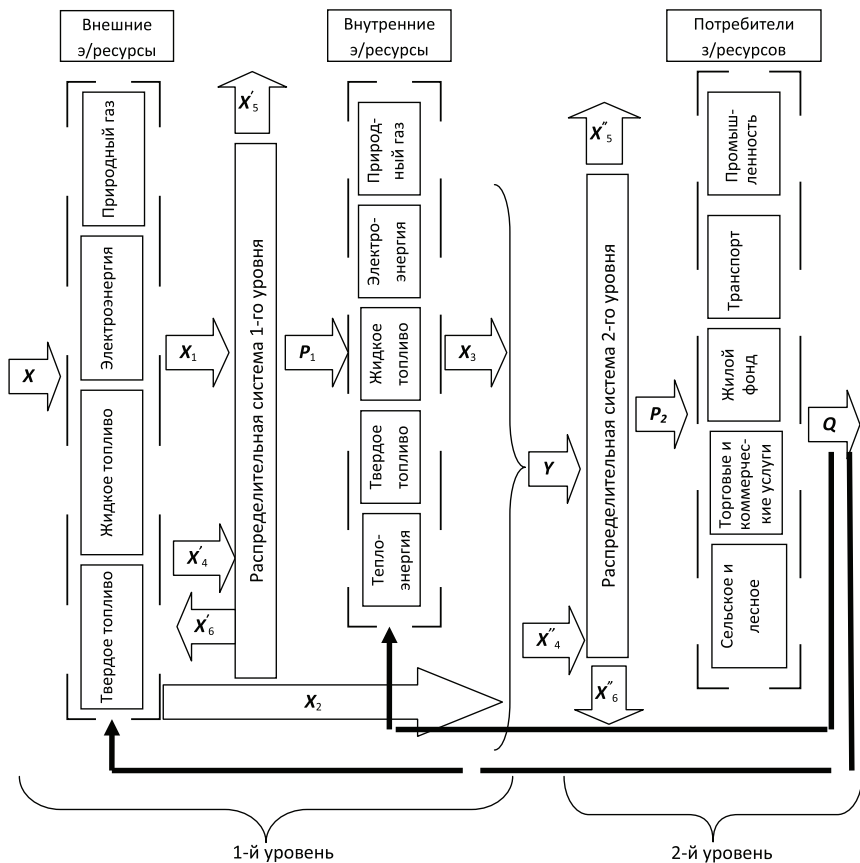 Внешние
э/ресурсы
Внутренние
э/ресурсы
Потребители
з/ресурсов
X
Природный газ
Электроэнергия
Жидкое топливо
Твердое топливо
X₁
X′₄
X′₆
X₂
X′₅
Распределительная система 1-го уровня
P₁
Природ-
ный газ
Электро-
энергия
Жидкое
топливо
Твердое
топливо
Тепло-
энергия
X₃
Y
X″₄
X″₅
Распределительная система 2-го уровня
X″₆
P₂
Промыш-
ленность
Транспорт
Жилой
фонд
Торговые и
коммерчес-
кие услуги
Сельское и
лесное
Q
1-й уровень
2-й уровень